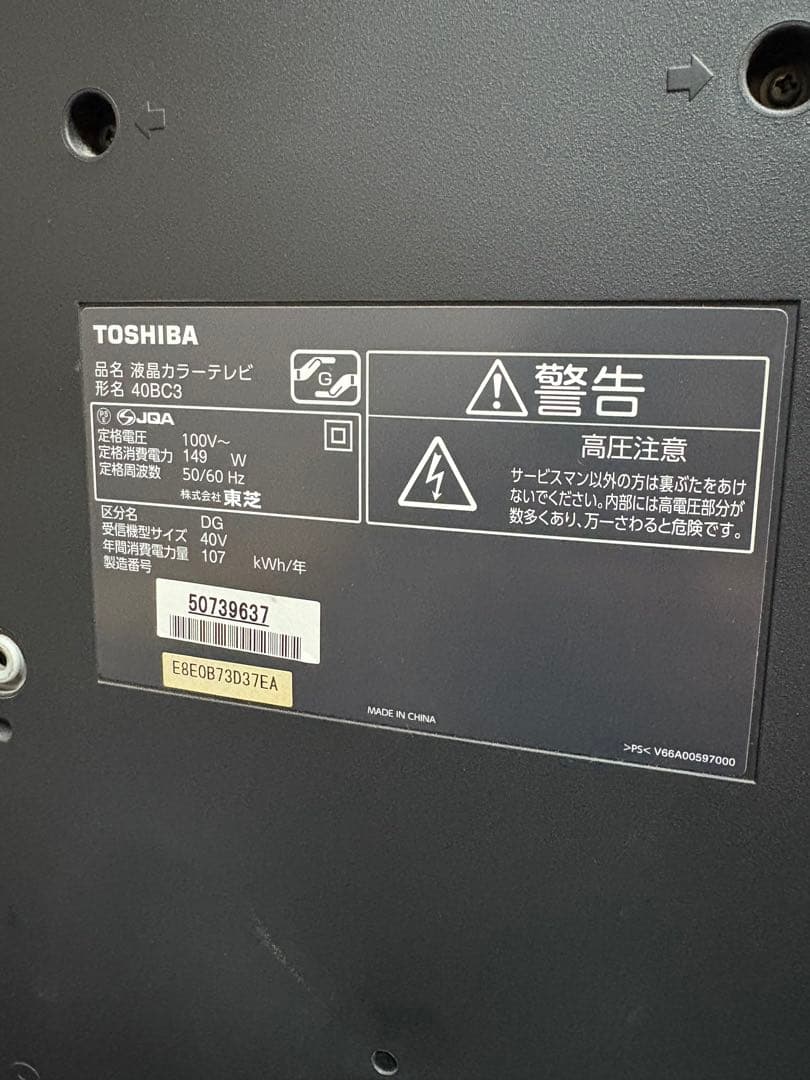 TOSHIBA
品名 液晶カラーテレビ
形名 40BC3
G
PS
E
JQA
定格電圧 100V～
定格消費電力 149 W
定格周波数 50/60 Hz
株式会社 東芝
区分名 DG
受信機型サイズ 40V
年間消費電力量 107 kWh/年
製造番号
50739637
E8E0B73D37EA
警告
高圧注意
サービスマン以外の方は裏ぶたをあけ
ないでください。内部には高電圧部分が
数多くあり、万一さわると危険です。
MADE IN CHINA
>PS< V66A00597000